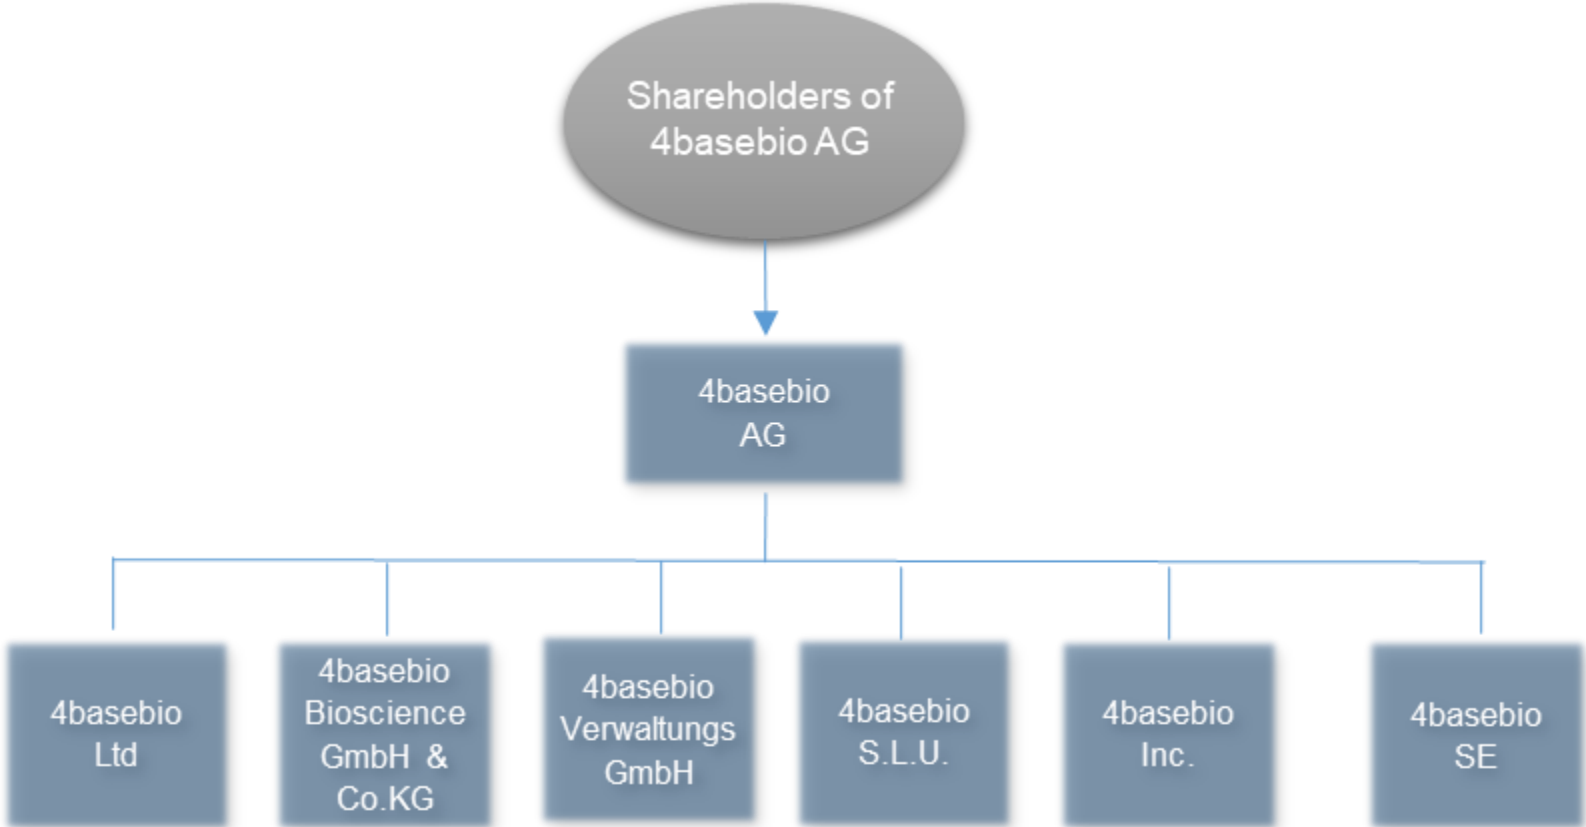 Shareholders of
4basebio AG
4basebio
AG
4basebio
Ltd
4basebio
Bioscience
GmbH &
Co.KG
4basebio
Verwaltungs
GmbH
4basebio
S.L.U.
4basebio
Inc.
4basebio
SE